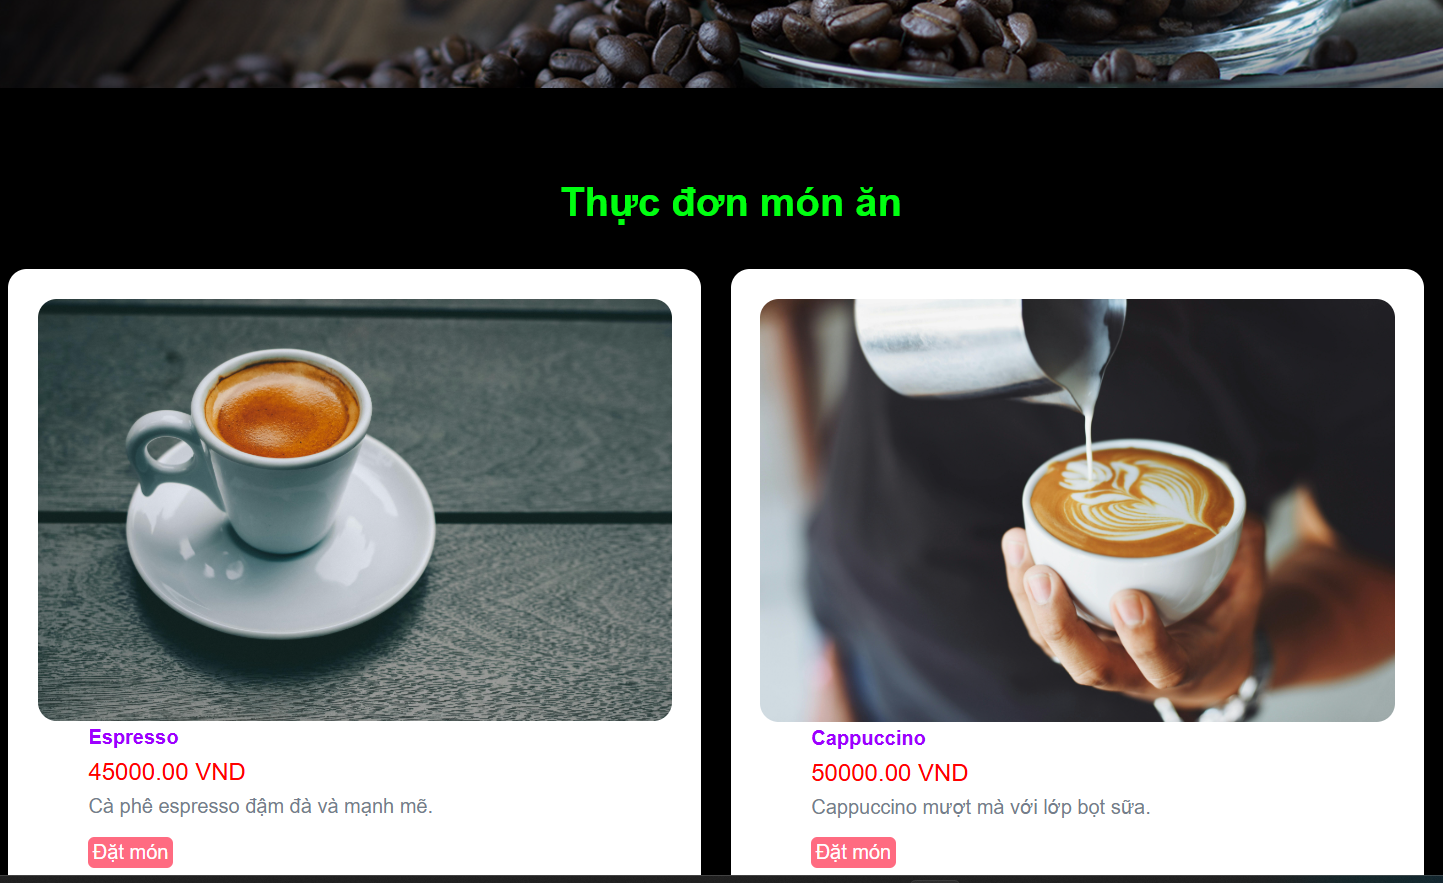 Thực đơn món ăn
Espresso
45000.00 VND
Cà phê espresso đậm đà và mạnh mẽ.
Đặt món
Cappuccino
50000.00 VND
Cappuccino mượt mà với lớp bọt sữa.
Đặt món